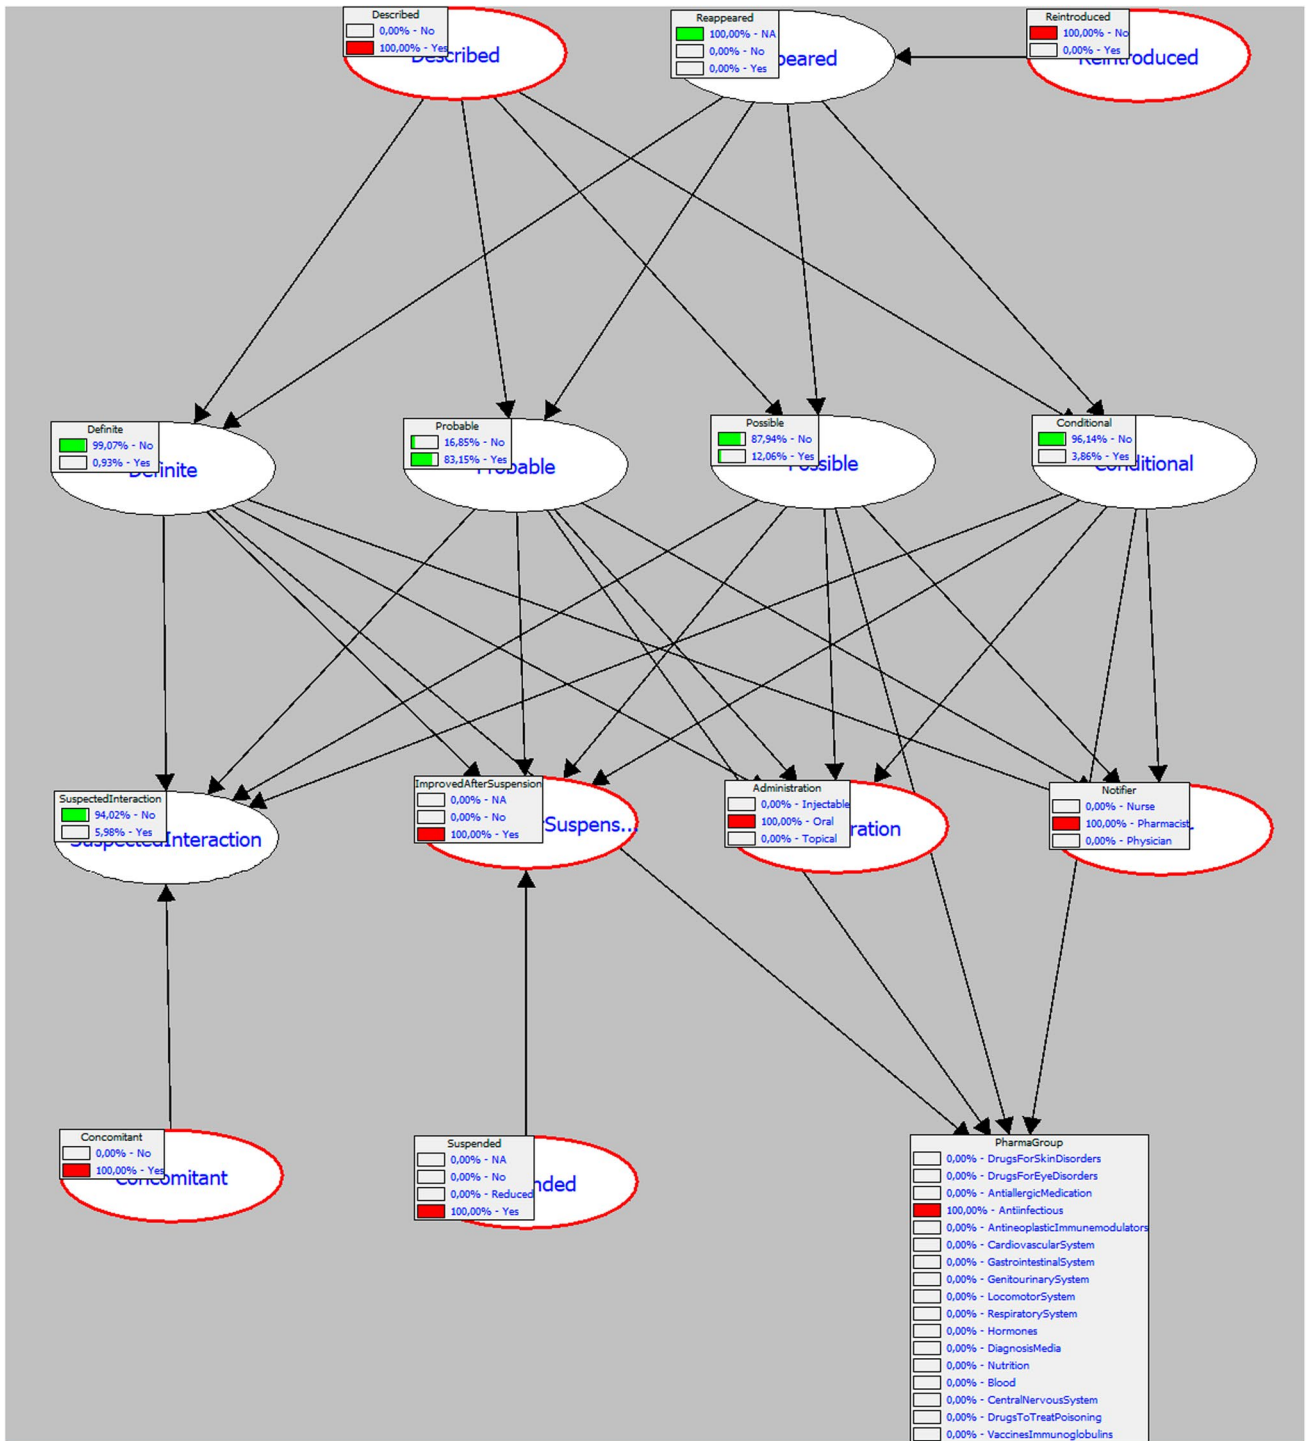 Described
0,00% - No
100,00% - Yes
Described
Reappeared
100,00% - NA
0,00% - No
0,00% - Yes
peared
Reintroduced
100,00% - No
0,00% - Yes
Reintroduced
Definite
99,07% - No
0,93% - Yes
Definite
Probable
16,85% - No
83,15% - Yes
Probable
Possible
87,94% - No
12,06% - Yes
Possible
Conditional
96,14% - No
3,86% - Yes
Conditional
SuspectedInteraction
94,02% - No
5,98% - Yes
SuspectedInteraction
ImprovedAfterSuspension
0,00% - NA
0,00% - No
100,00% - Yes
rSuspens...
Administration
0,00% - Injectable
100,00% - Oral
0,00% - Topical
ration
Notifier
0,00% - Nurse
100,00% - Pharmacist
0,00% - Physician
Concomitant
0,00% - No
100,00% - Yes
Concomitant
Suspended
0,00% - NA
0,00% - No
0,00% - Reduced
100,00% - Yes
nded
PharmaGroup
0,00% - DrugsForSkinDisorders
0,00% - DrugsForEyeDisorders
0,00% - AntiallergicMedication
100,00% - Antiinfectious
0,00% - AntineoplasticImmunemodulators
0,00% - CardiovascularSystem
0,00% - GastrointestinalSystem
0,00% - GenitourinarySystem
0,00% - LocomotorSystem
0,00% - RespiratorySystem
0,00% - Hormones
0,00% - DiagnosisMedia
0,00% - Nutrition
0,00% - Blood
0,00% - CentralNervousSystem
0,00% - DrugsToTreatPoisoning
0,00% - VaccinesImmunoglobulins